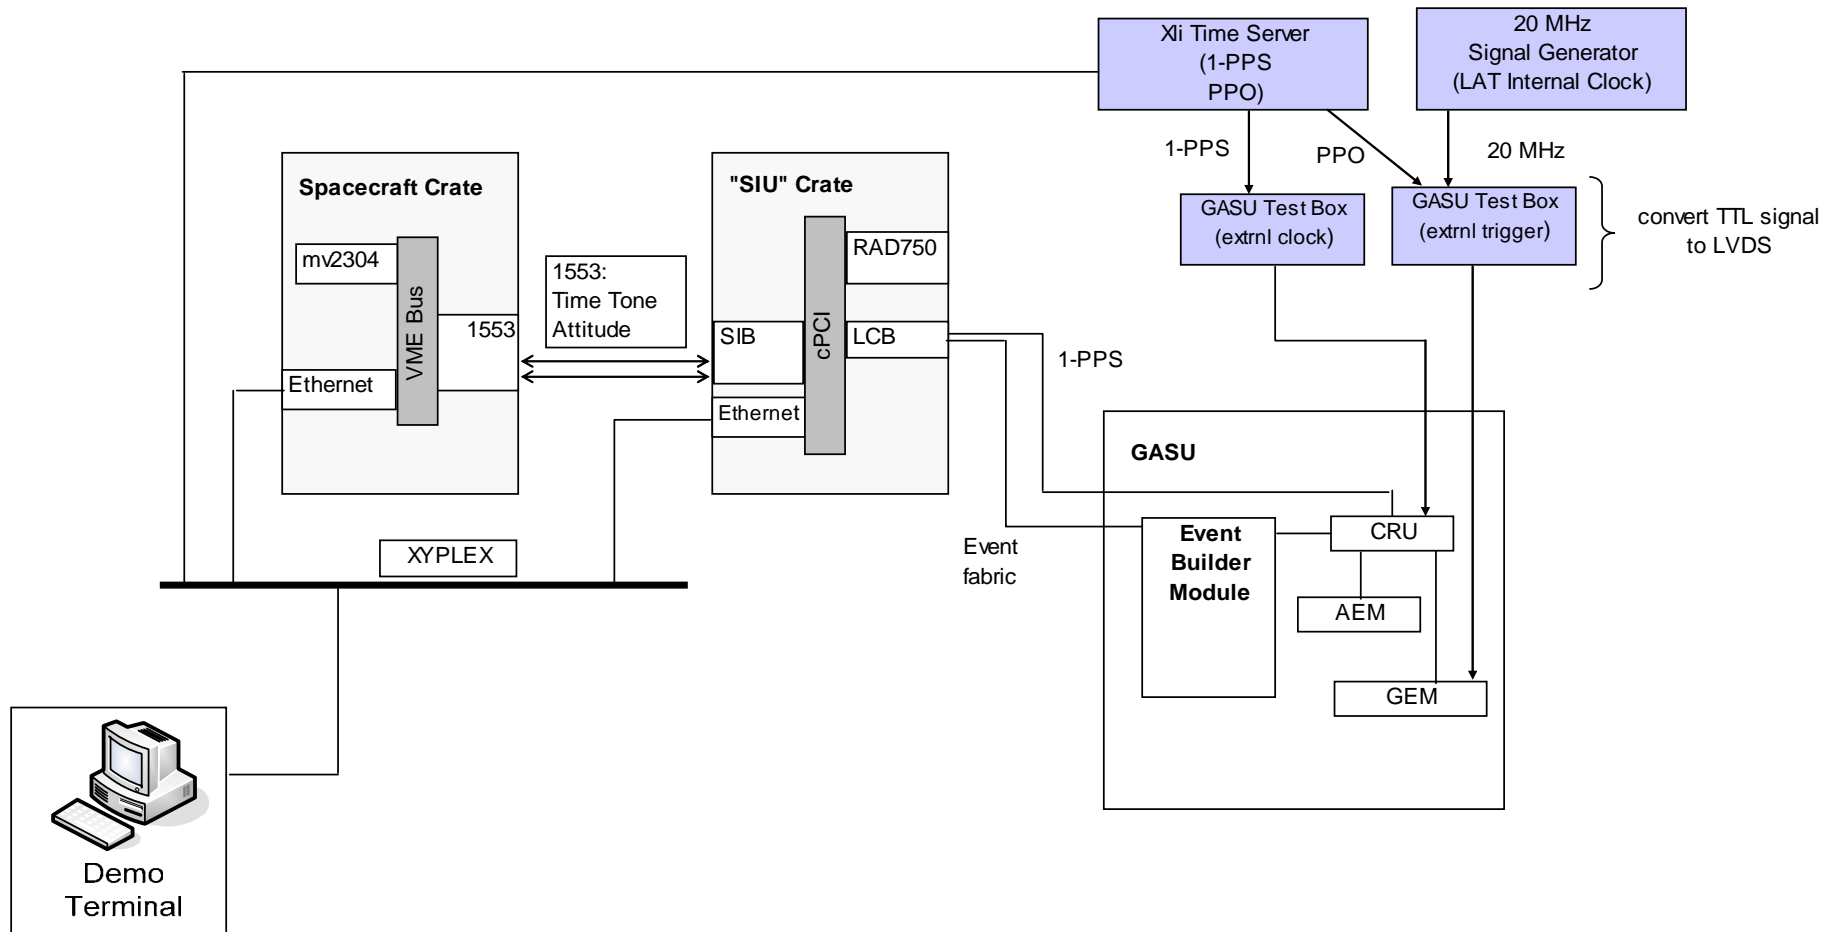 Xli Time Server
(1-PPS
PPO)
20 MHz
Signal Generator
(LAT Internal Clock)
1-PPS
PPO
20 MHz
Spacecraft Crate
"SIU" Crate
GASU Test Box
(extrnl clock)
GASU Test Box
(extrnl trigger)
convert TTL signal
to LVDS
mv2304
VME Bus
1553
Ethernet
1553:
Time Tone
Attitude
RAD750
SIB
cPCI
LCB
Ethernet
1-PPS
GASU
Event
Builder
Module
CRU
AEM
GEM
Event
fabric
XYPLEX
Demo
Terminal